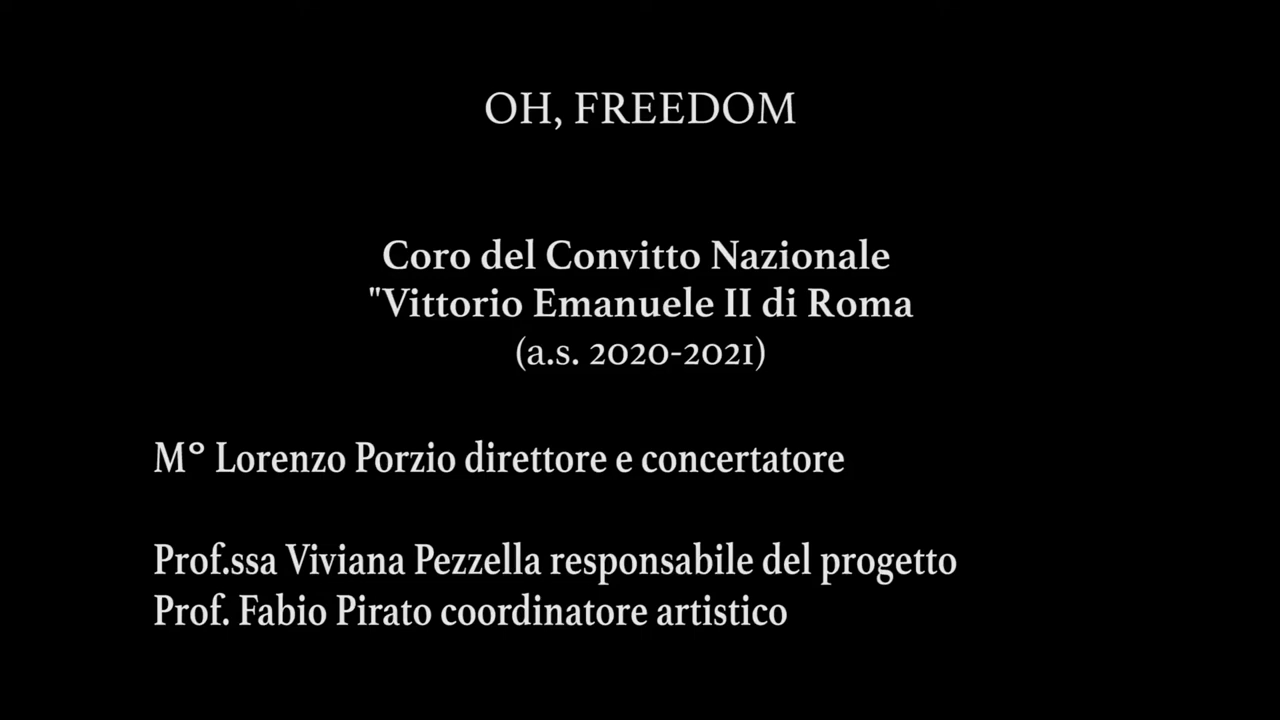 OH, FREEDOM
Coro del Convitto Nazionale
"Vittorio Emanuele II di Roma
(a.s. 2020-2021)
Mº Lorenzo Porzio direttore e concertatore
Prof.ssa Viviana Pezzella responsabile del progetto
Prof. Fabio Pirato coordinatore artistico